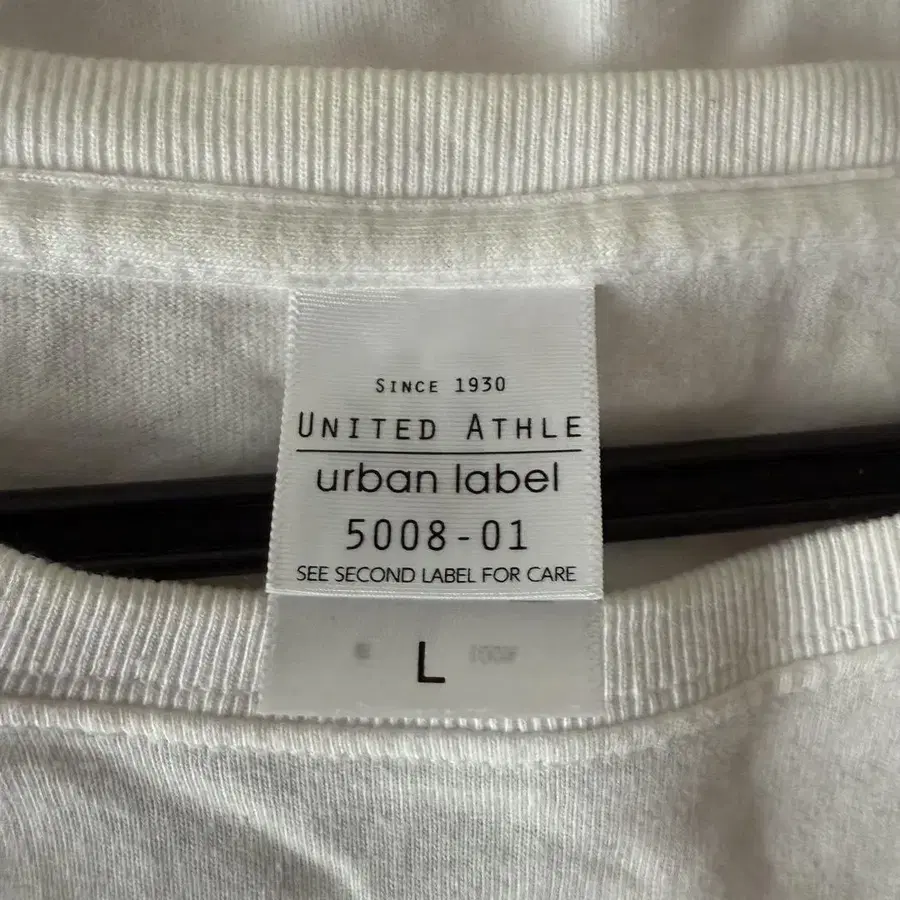 SINCE 1930
UNITED ATHLE
urban label
5008-01
SEE SECOND LABEL FOR CARE
L